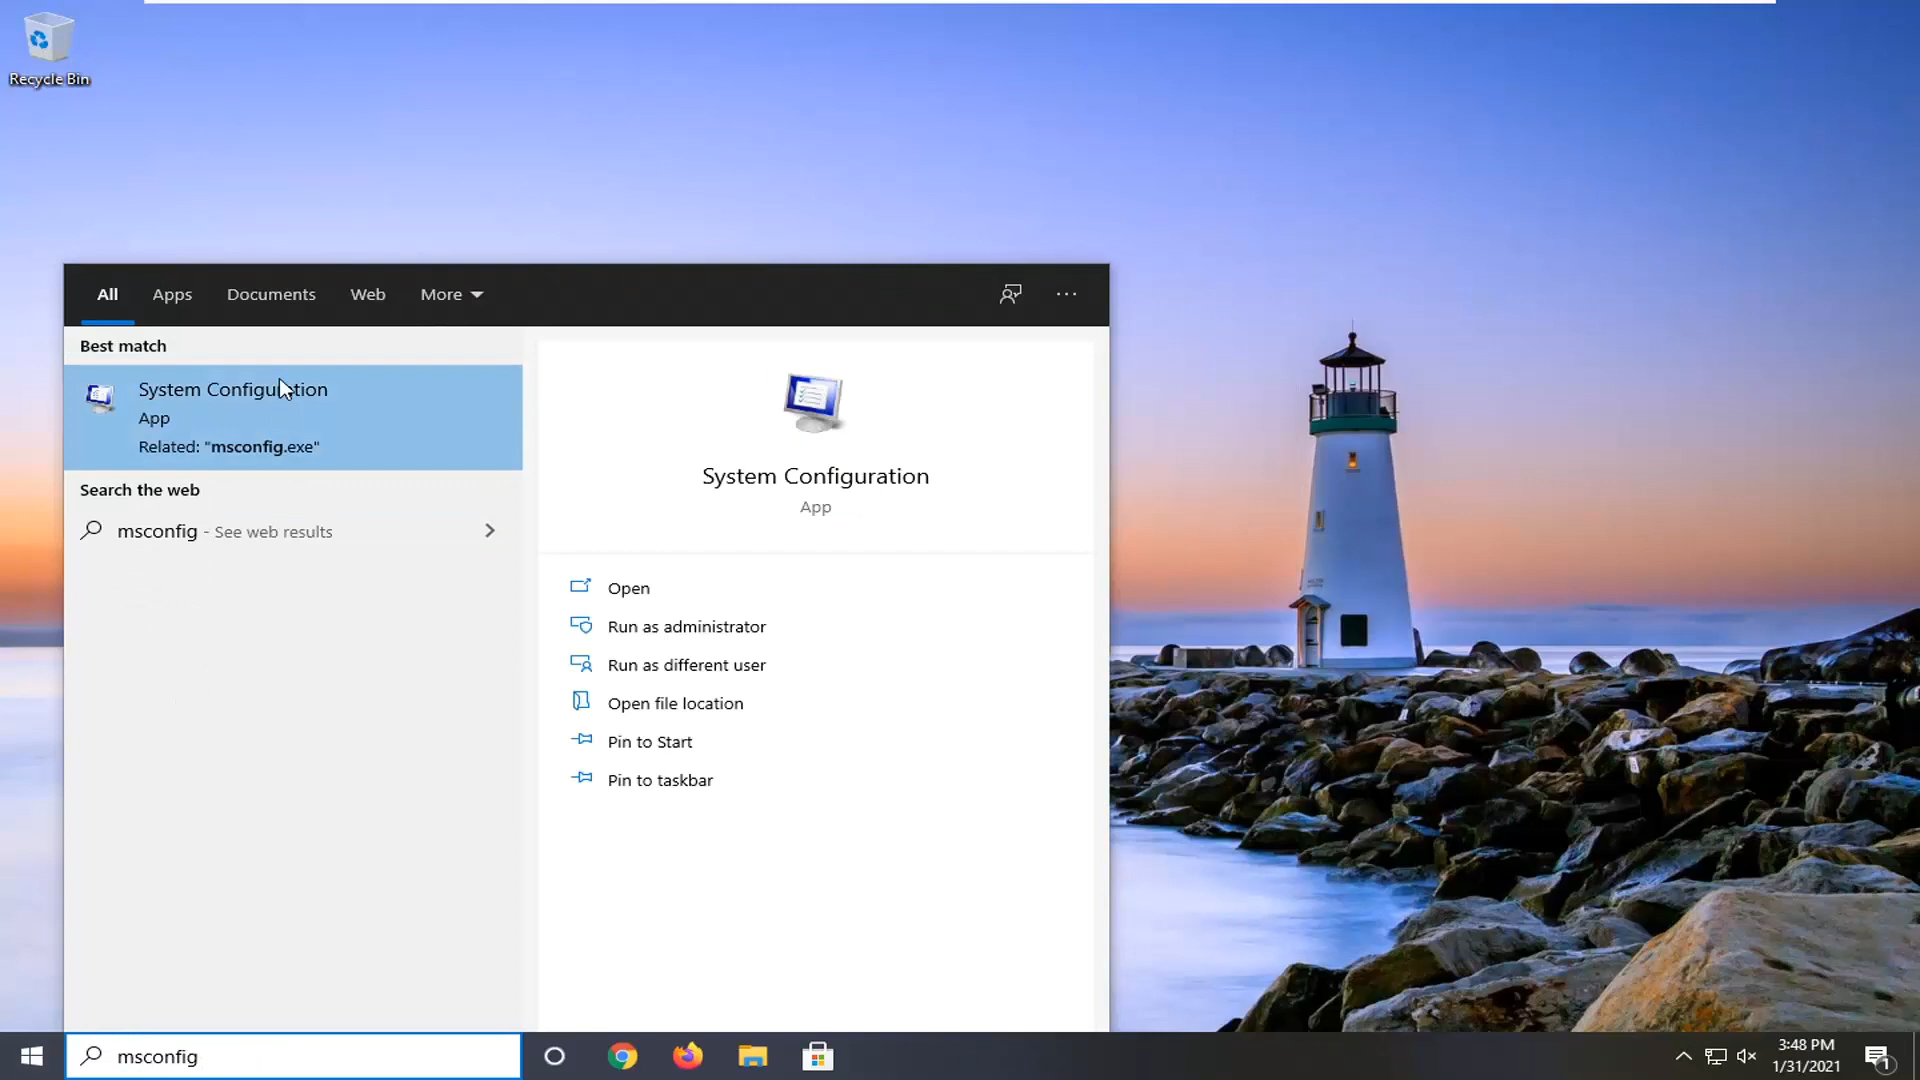 Recycle Bin
All Apps Documents Web More
Best match
System Configuration
App
Related: "msconfig.exe"
Search the web
msconfig - See web results
System Configuration
App
Open
Run as administrator
Run as different user
Open file location
Pin to Start
Pin to taskbar
msconfig
3:48 PM
1/31/2021
1